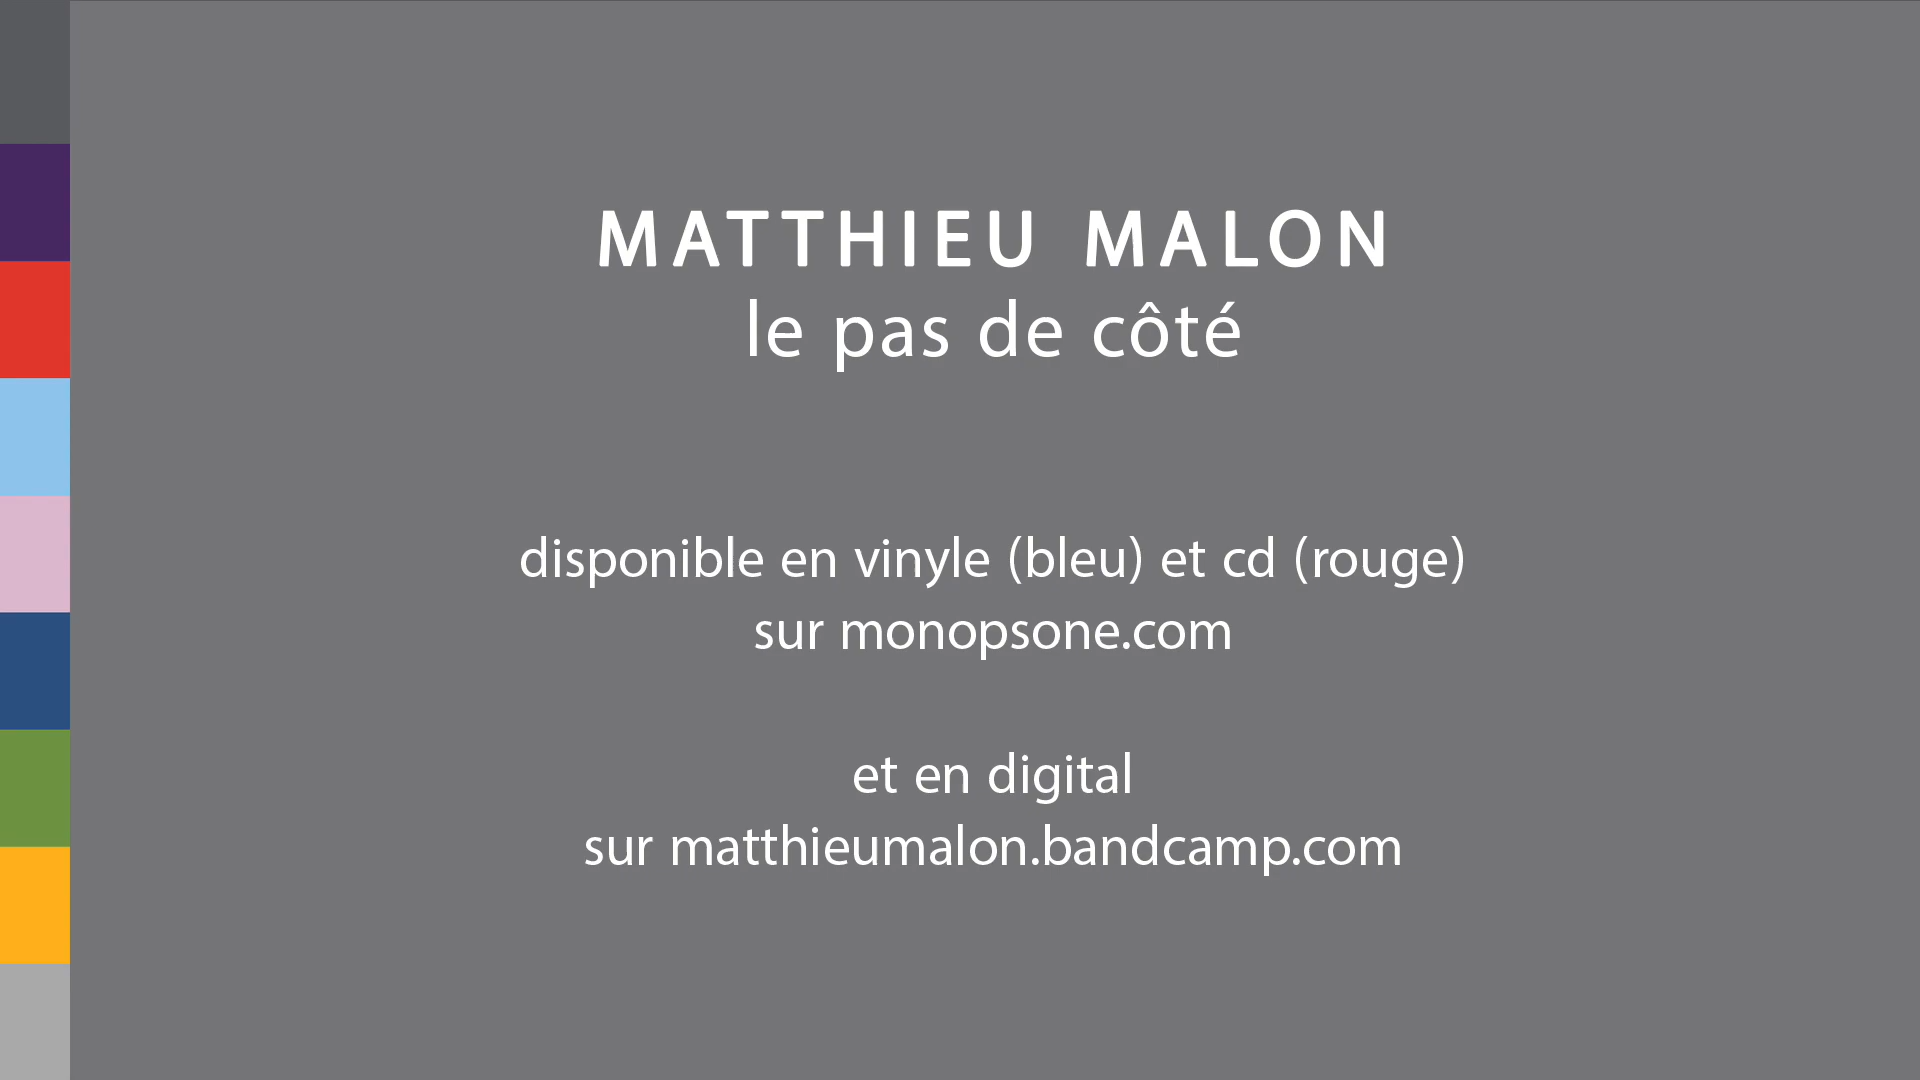 MATTHIEU MALON
le pas de côté
disponible en vinyle (bleu) et cd (rouge)
sur monopsone.com
et en digital
sur matthieumalon.bandcamp.com